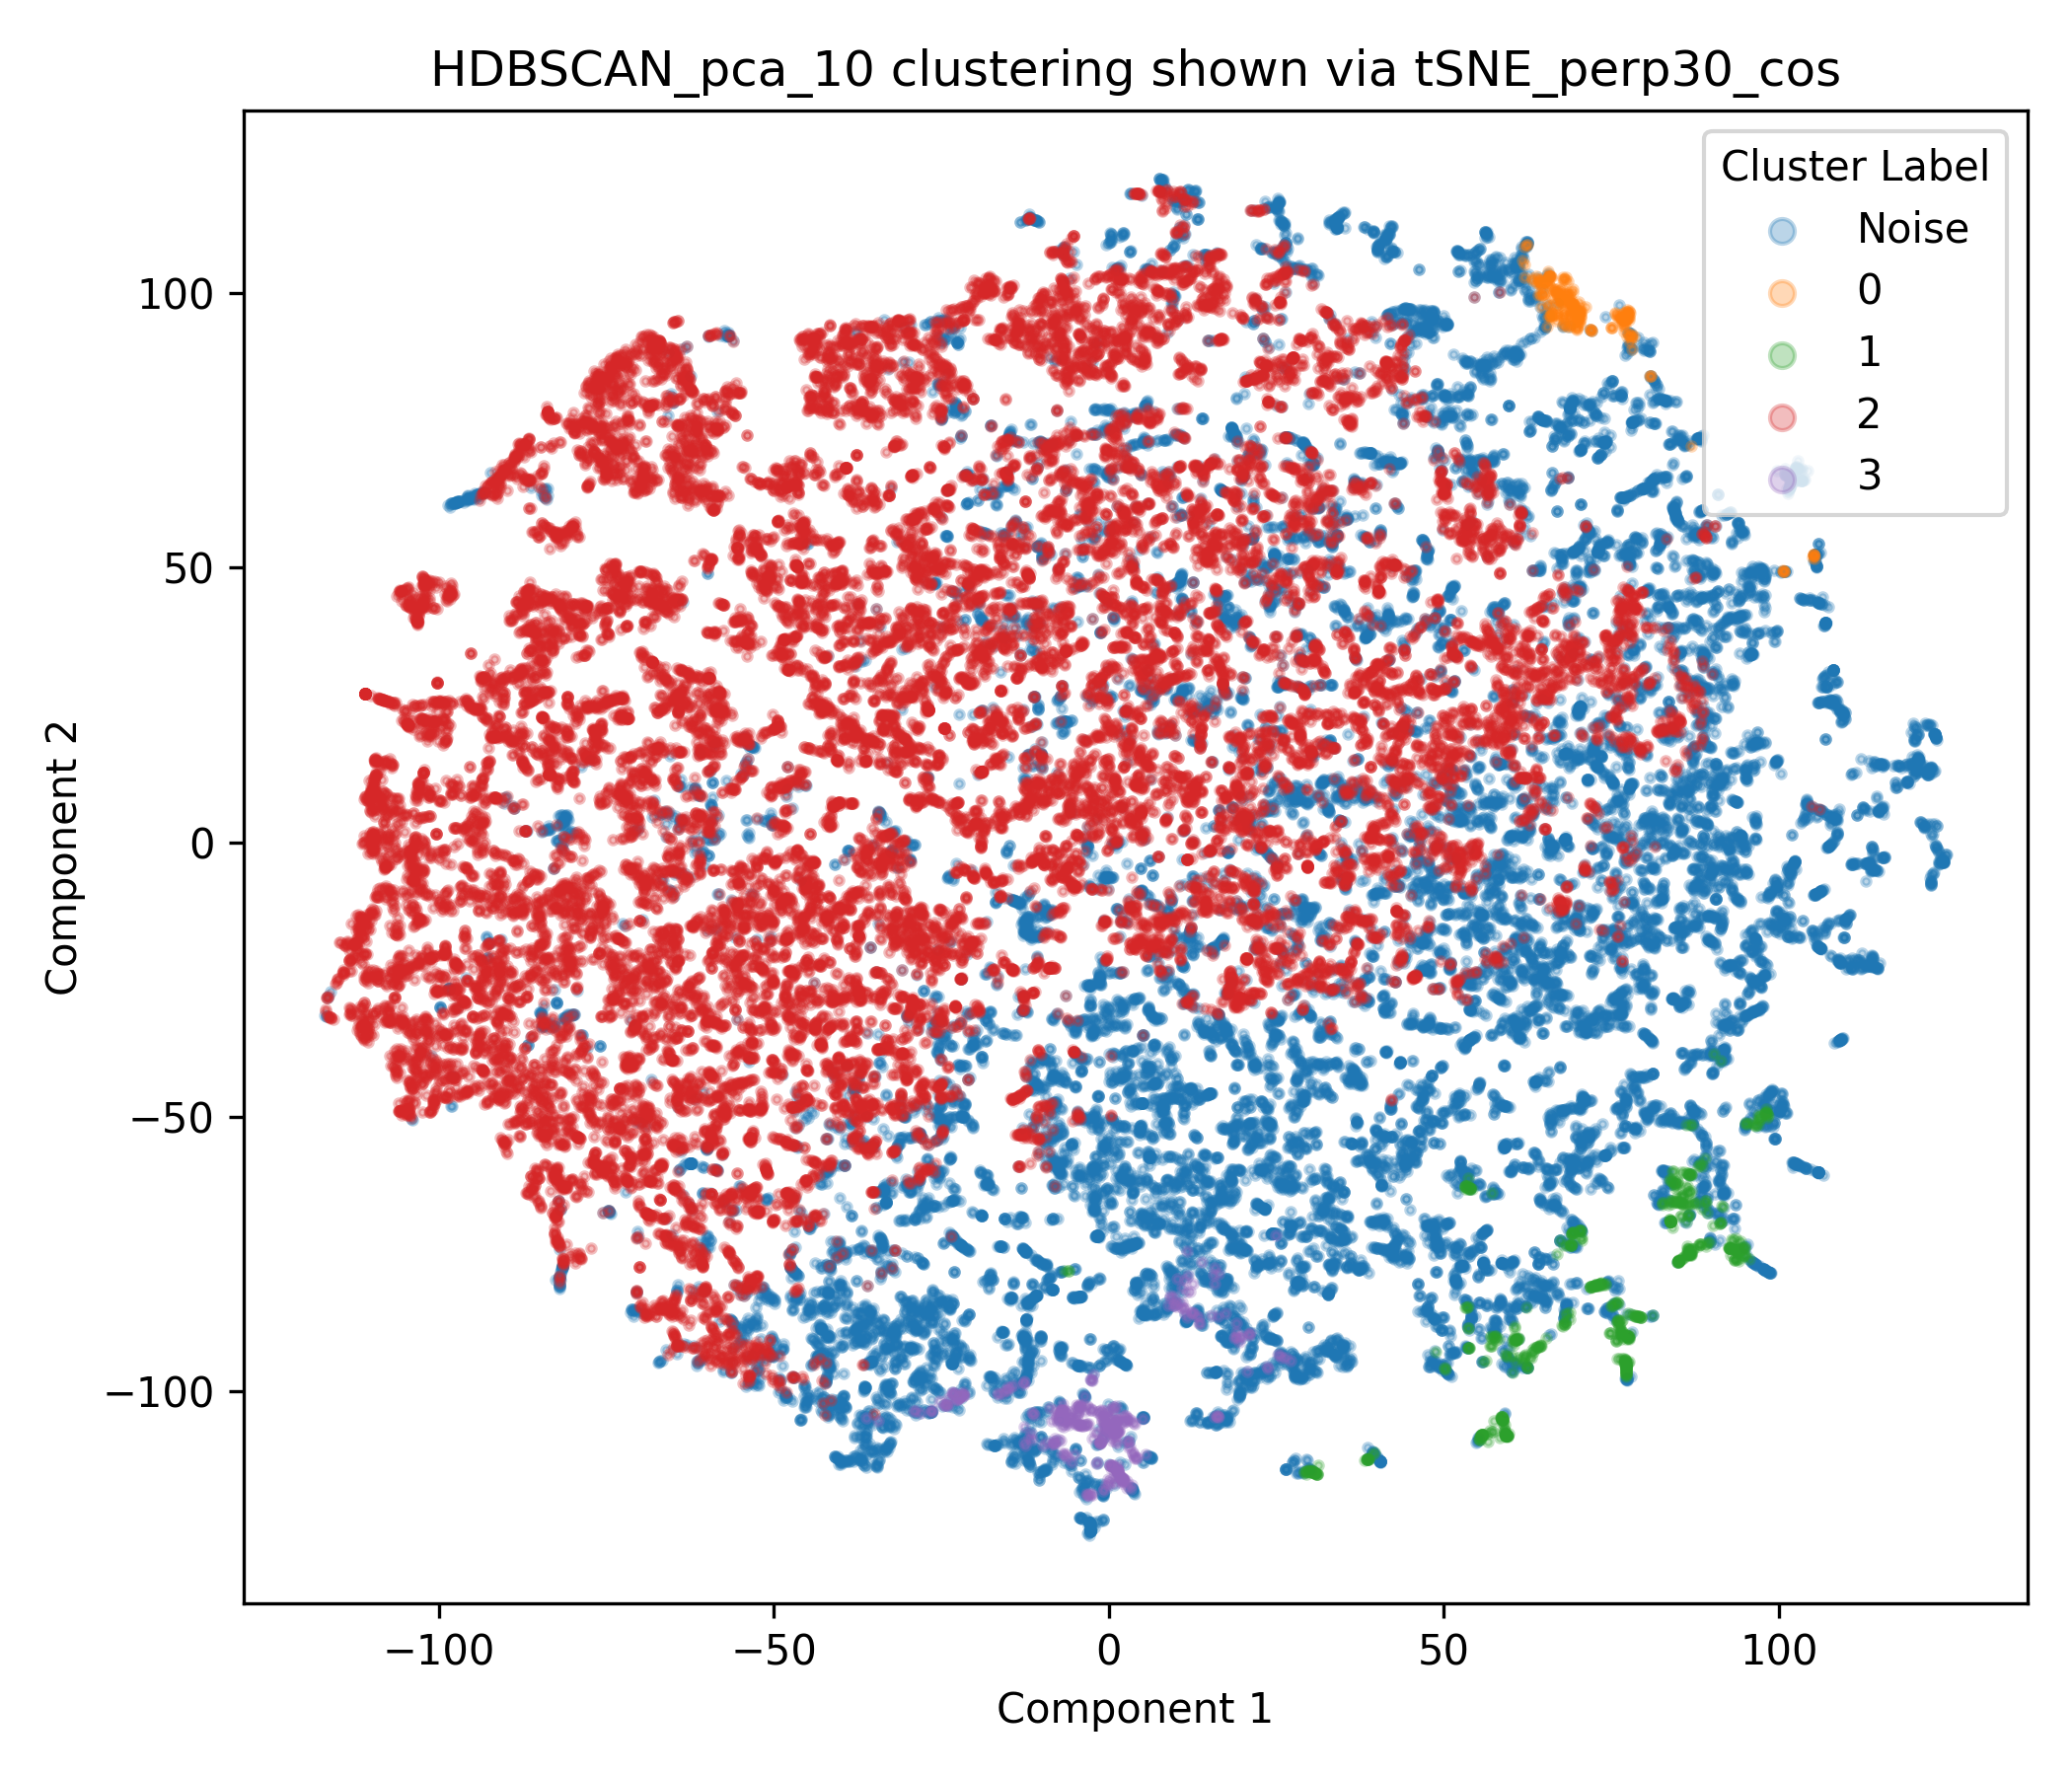 HDBSCAN_pca_10 clustering shown via tSNE_perp30_cos
Cluster Label
Noise
0
1
2
3
100
50
0
−50
−100
Component 2
−100
−50
0
50
100
Component 1